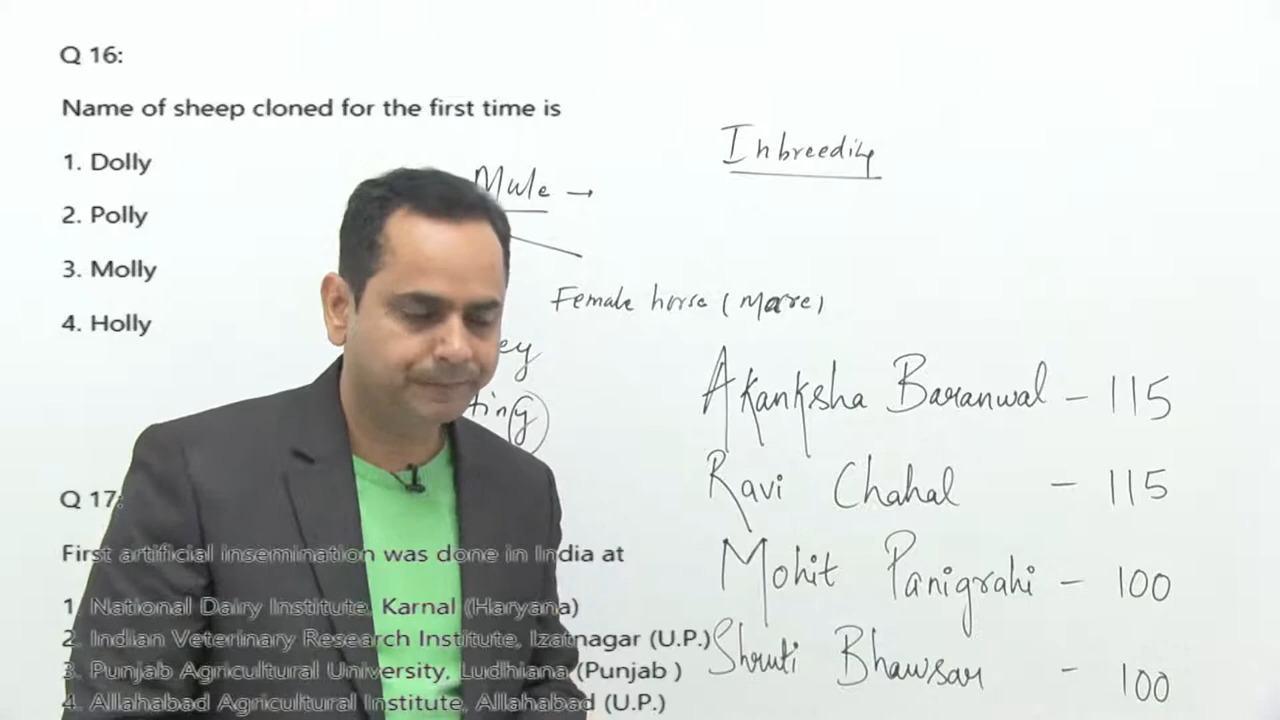 Q 16:
Name of sheep cloned for the first time is
1. Dolly
2. Polly
3. Molly
4. Holly
Mule →
Female horse (Mare)
ey
ting
Inbreeding
Akanksha Baranwal - 115
Ravi Chahal - 115
Mohit Panigrahi - 100
Shruti Bhawsar - 100
Q 17:
First artificial insemination was done in India at
1. National Dairy Institute, Karnal (Haryana)
2. Indian Veterinary Research Institute, Izatnagar (U.P.)
3. Punjab Agricultural University, Ludhiana (Punjab )
4. Allahabad Agricultural Institute, Allahabad (U.P.)